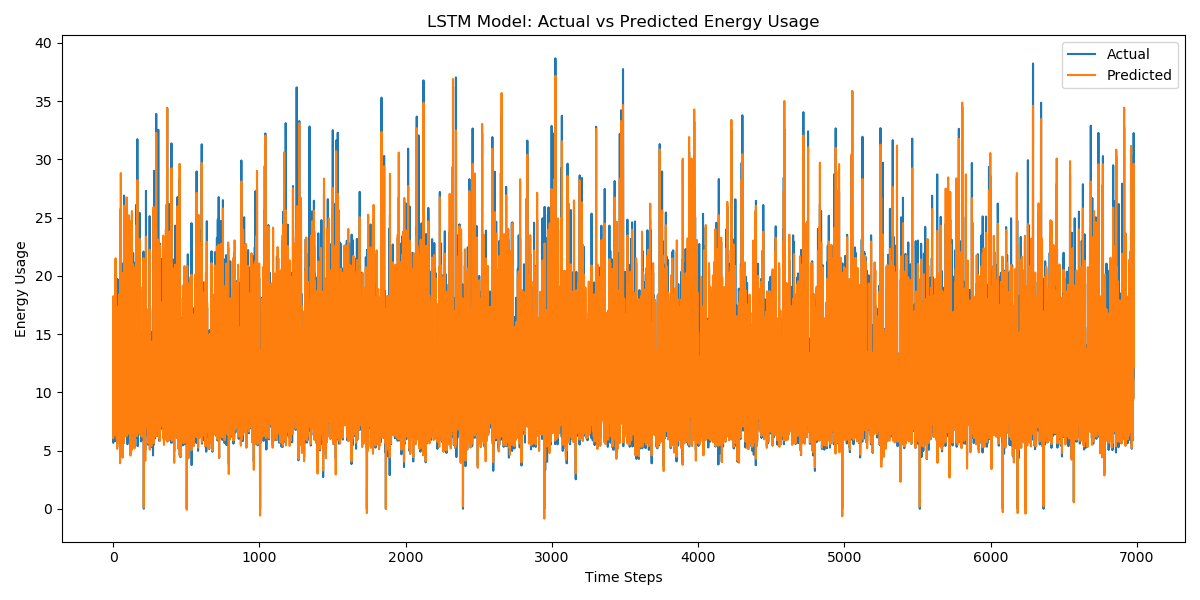 LSTM Model: Actual vs Predicted Energy Usage
Actual
Predicted
40
35
30
25
20
15
10
5
0
Energy Usage
0 1000 2000 3000 4000 5000 6000 7000
Time Steps